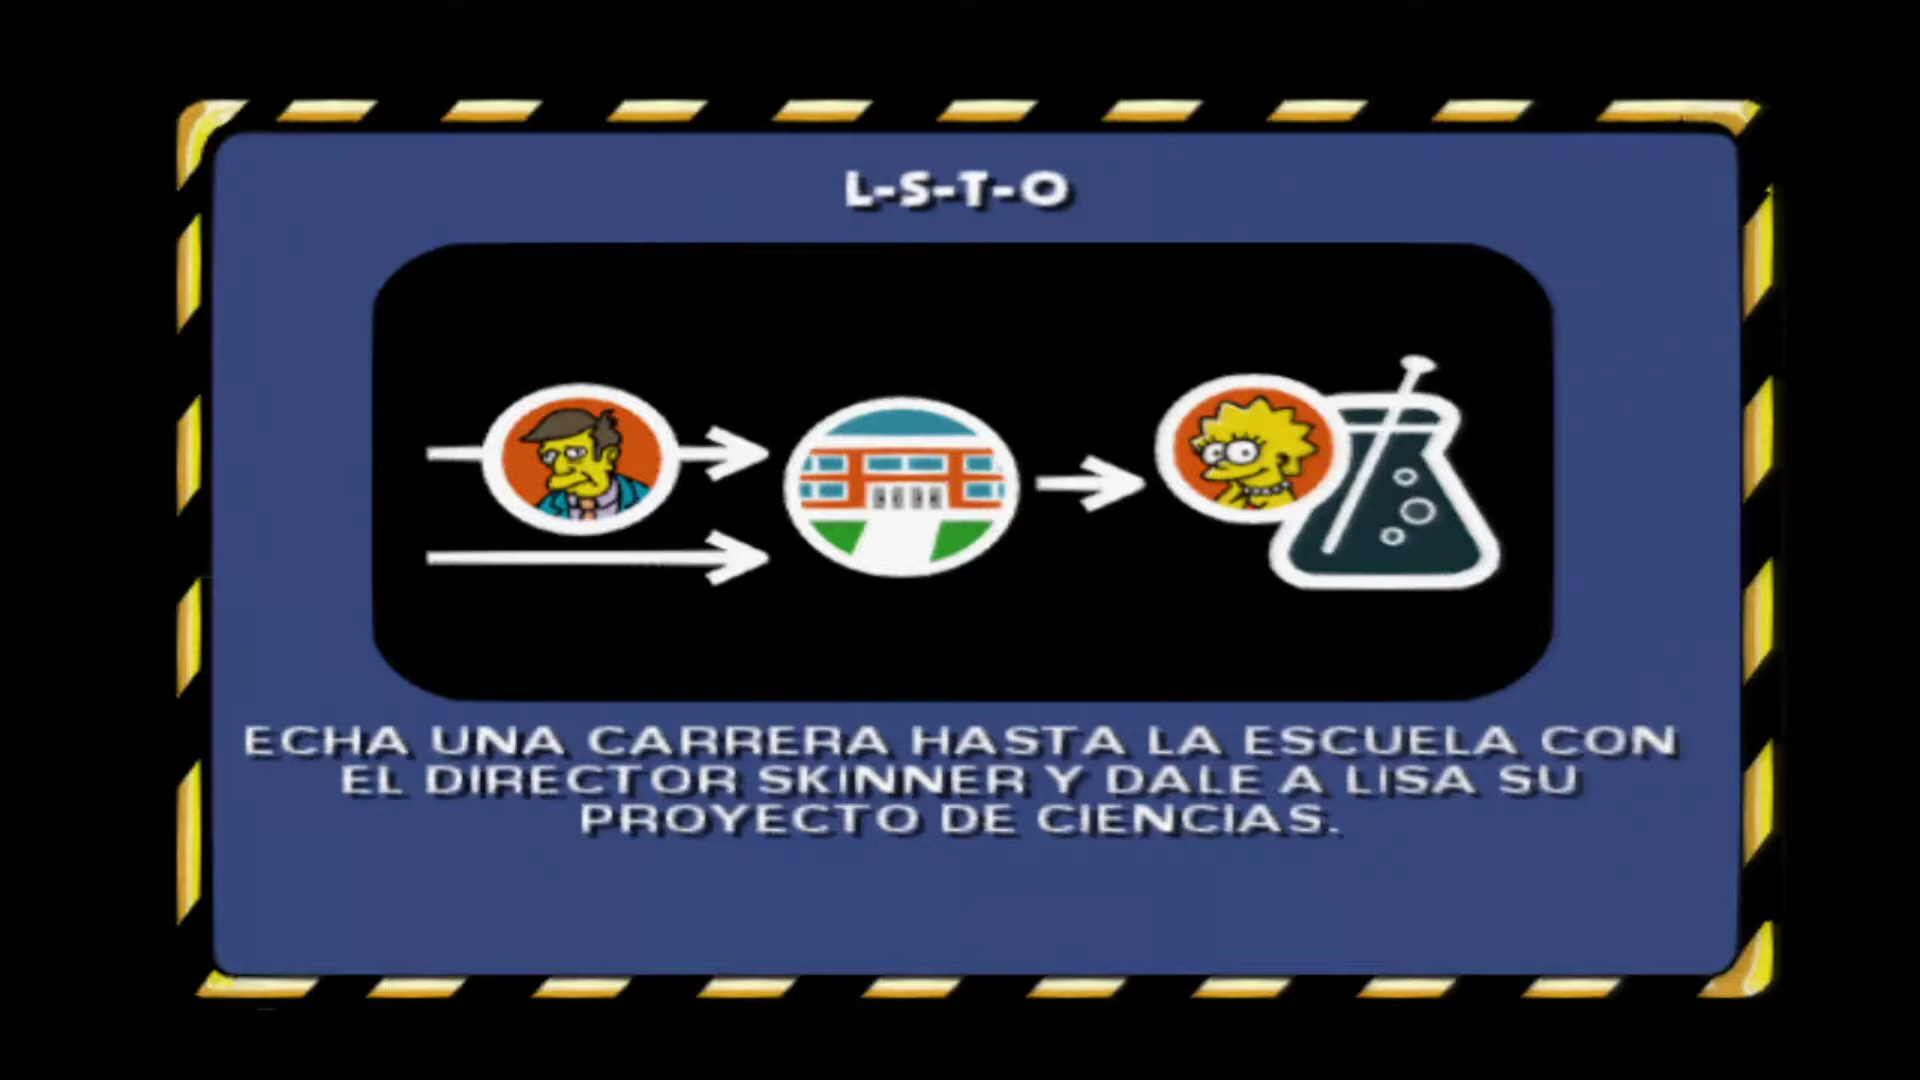 L-S-T-O
ECHA UNA CARRERA HASTA LA ESCUELA CON
EL DIRECTOR SKINNER Y DALE A LISA SU
PROYECTO DE CIENCIAS.